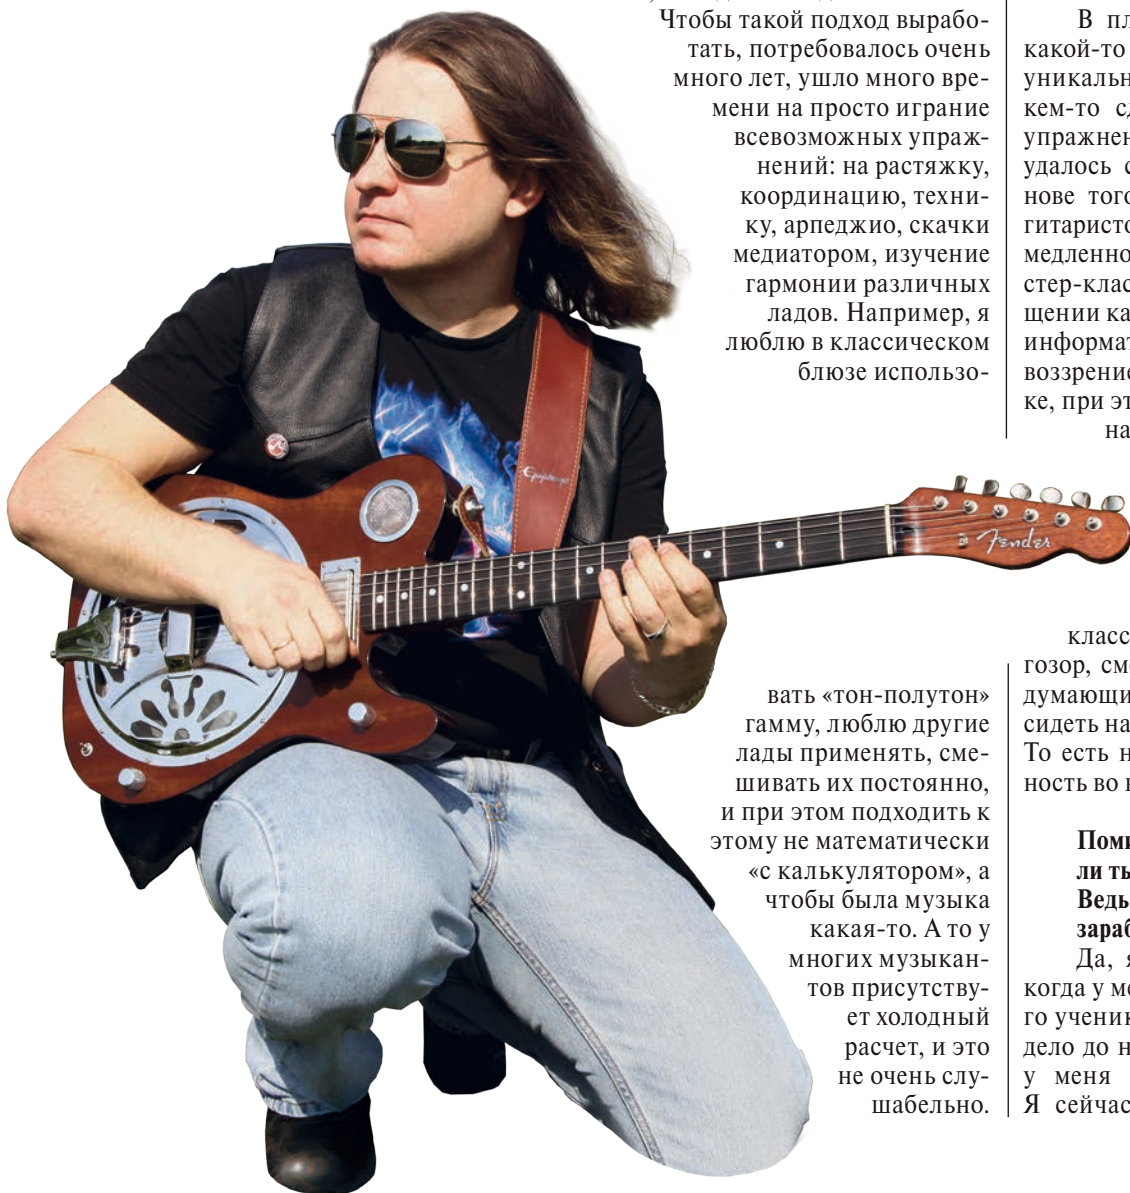 Чтобы такой подход вырабо-
тать, потребовалось очень
много лет, ушло много вре-
мени на просто играние
всевозможных упраж-
нений: на растяжку,
координацию, техни-
ку, арпеджио, скачки
медиатором, изучение
гармонии различных
ладов. Например, я
люблю в классическом
блюзе использо-
вать «тон-полутон»
гамму, люблю другие
лады применять, сме-
шивать их постоянно,
и при этом подходить к
этому не математически
«с калькулятором», а
чтобы была музыка
какая-то. А то у
многих музыкан-
тов присутству-
ет холодный
расчет, и это
не очень слу-
шабельно.
В пл
какой-то
уникальн
кем-то сд
упражнен
удалось с
нове того
гитаристо
медленно
стер-клас
щении ка
информат
воззрение
ке, при эт
на
класс
гозор, см
думающи
сидеть на
То есть н
ность во
Поми
ли ты
Ведь
зараб
Да, я
когда у ме
го ученик
дело до н
у меня
Я сейчас
Epiphone
Fender